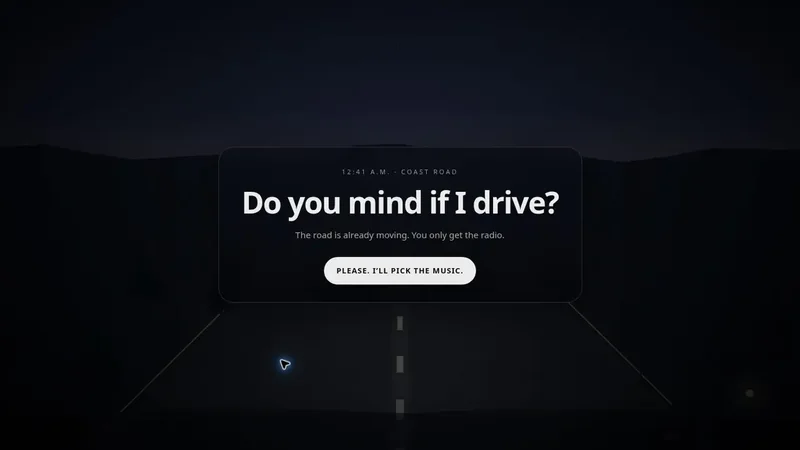 12:41 A.M. · COAST ROAD
Do you mind if I drive?
The road is already moving. You only get the radio.
PLEASE. I'LL PICK THE MUSIC.